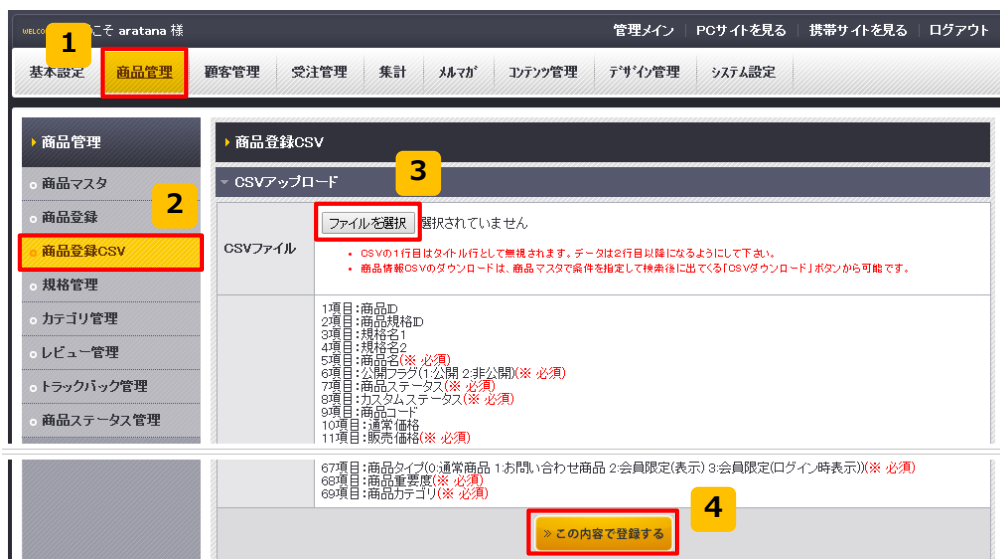 WELCO こそ aratana 様
管理メイン PCサイトを見る 携帯サイトを見る ログアウト
1
基本設定 商品管理 顧客管理 受注管理 集計 メルマガ コンテンツ管理 デザイン管理 システム設定
商品管理
商品マスタ
2
商品登録
商品登録CSV
規格管理
カテゴリ管理
レビュー管理
トラックバック管理
商品ステータス管理
商品登録CSV
3
CSVアップロード
CSVファイル
ファイルを選択 選択されていません
・ CSVの1行目はタイトル行として無視されます。データは2行目以降になるようにして下さい。
・ 商品情報CSVのダウンロードは、商品マスタで条件を指定して検索後に出てくる「CSVダウンロード」ボタンから可能です。
1項目:商品ID
2項目:商品規格ID
3項目:規格名1
4項目:規格名2
5項目:商品名(※ 必須)
6項目:公開フラグ(1:公開 2:非公開)(※ 必須)
7項目:商品ステータス(※ 必須)
8項目:カスタムステータス(※ 必須)
9項目:商品コード
10項目:通常価格
11項目:販売価格(※ 必須)
67項目:商品タイプ(0:通常商品 1:お問い合わせ商品 2:会員限定(表示) 3:会員限定(ログイン時表示))(※ 必須)
68項目:商品重要度(※ 必須)
69項目:商品カテゴリ(※ 必須)
4
» この内容で登録する